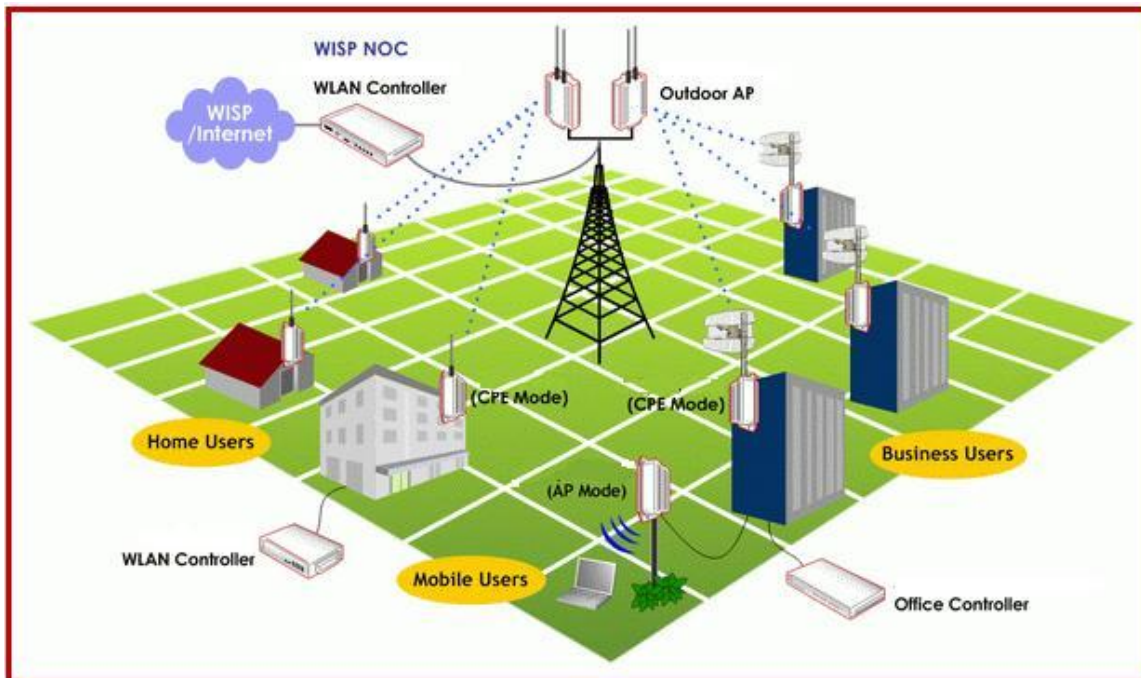 WISP NOC
WLAN Controller
WISP
/Internet
Outdoor AP
(CPE Mode)
(CPE Mode)
Home Users
Business Users
(AP Mode)
WLAN Controller
Mobile Users
Office Controller